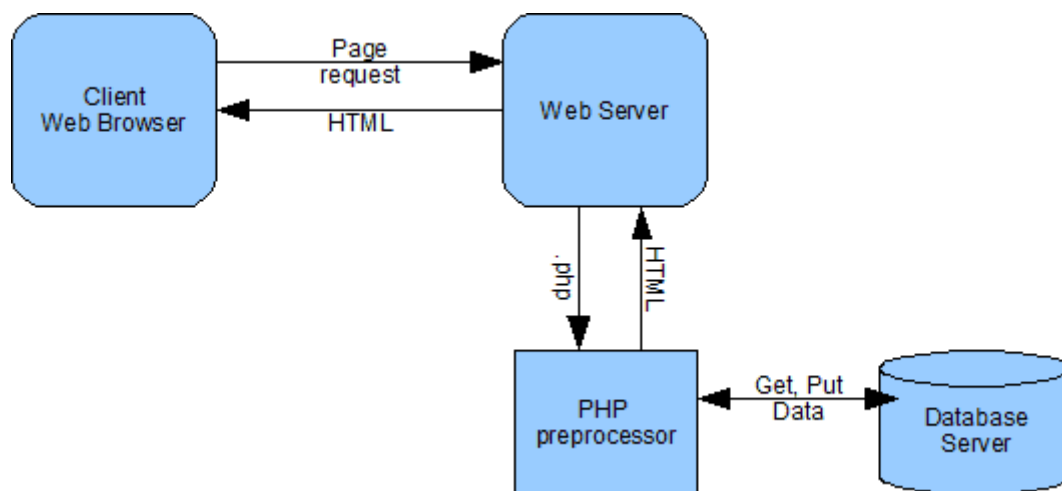 Client
Web Browser
Page
request
HTML
Web Server
.php
HTML
PHP
preprocessor
Get, Put
Data
Database
Server